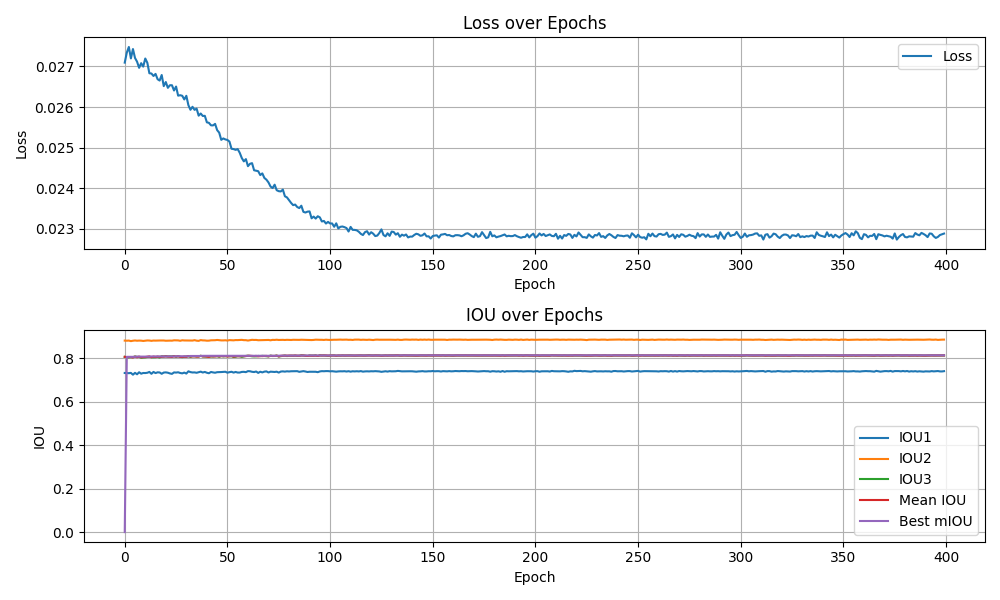 Loss over Epochs
Loss
0.027
0.026
0.025
0.024
0.023
Loss
0 50 100 150 200 250 300 350 400
Epoch
IOU over Epochs
0.8
0.6
0.4
0.2
0.0
IOU
IOU1
IOU2
IOU3
Mean IOU
Best mIOU
0 50 100 150 200 250 300 350 400
Epoch